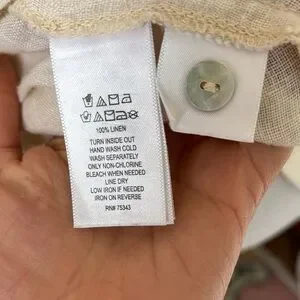 100% LINEN
TURN INSIDE OUT
HAND WASH COLD
WASH SEPARATELY
ONLY NON-CHLORINE
BLEACH WHEN NEEDED
LINE DRY
LOW IRON IF NEEDED
IRON ON REVERSE
RN# 75343